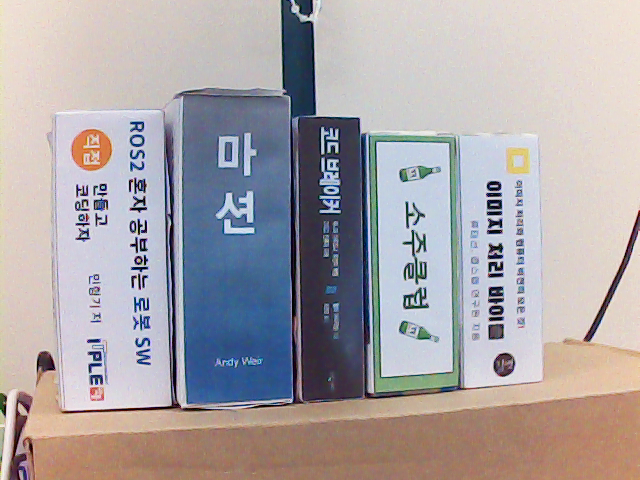 직접
만들고
코딩하자
ROS2 혼자 공부하는 로봇 SW
민형기 저
IPLE
마션
Andy Weir
코드 브레이커
소주클럽
이미지 처리 바이블